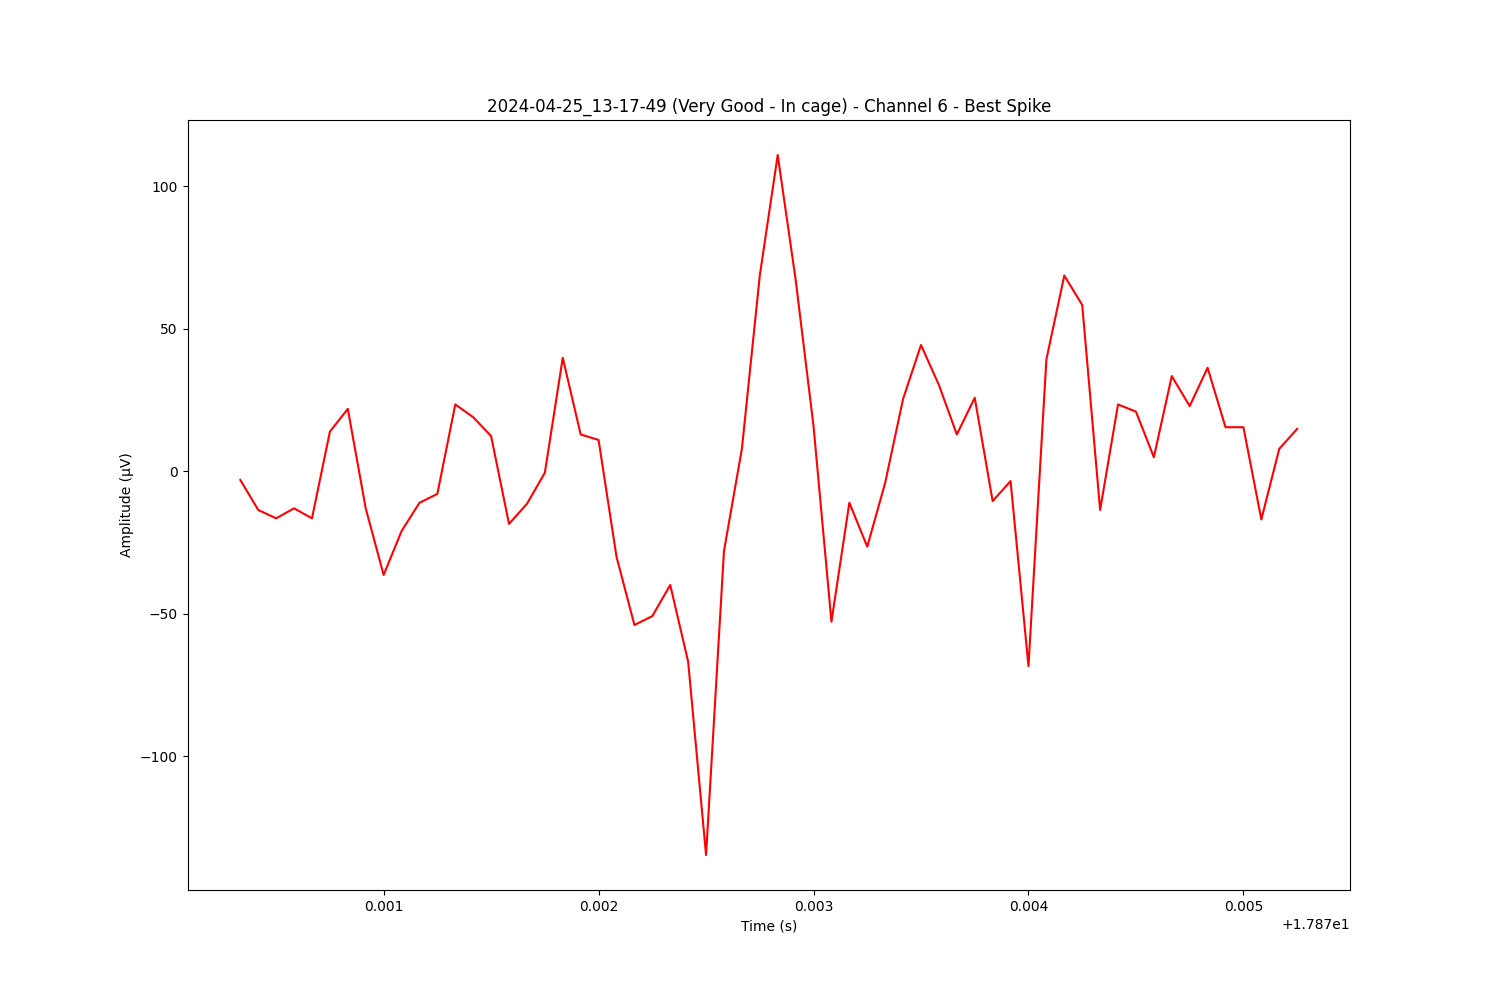 2024-04-25_13-17-49 (Very Good - In cage) - Channel 6 - Best Spike
100
50
0
−50
−100
Amplitude (µV)
0.001 0.002 0.003 0.004 0.005
Time (s)
+1.787e1